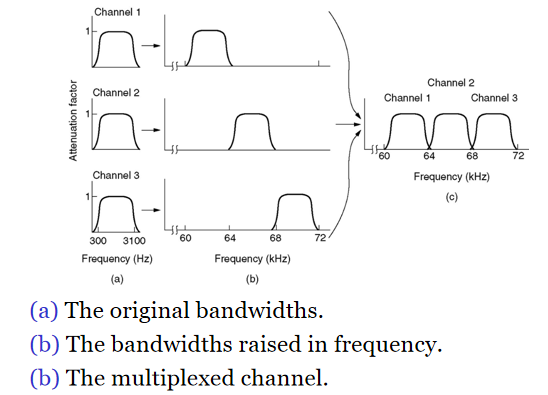 Channel 1
1
Channel 2
1
Attenuation factor
Channel 3
1
300 3100
Frequency (Hz)
(a)
60 64 68 72
Frequency (kHz)
(b)
Channel 2
Channel 1 Channel 3
60 64 68 72
Frequency (kHz)
(c)
(a) The original bandwidths.
(b) The bandwidths raised in frequency.
(b) The multiplexed channel.